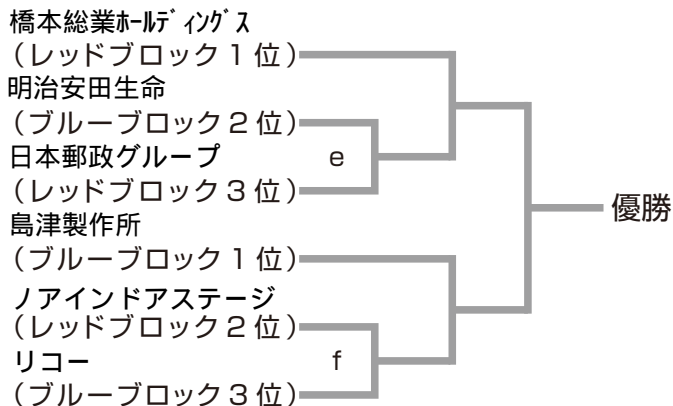 橋本総業ﾎｰﾙﾃﾞｨﾝｸﾞｽ
（レッドブロック１位）
明治安田生命
（ブルーブロック２位）
日本郵政グループ
e
（レッドブロック３位）
優勝
島津製作所
（ブルーブロック１位）
ノアインドアステージ
（レッドブロック２位）
リコー
f
（ブルーブロック３位）